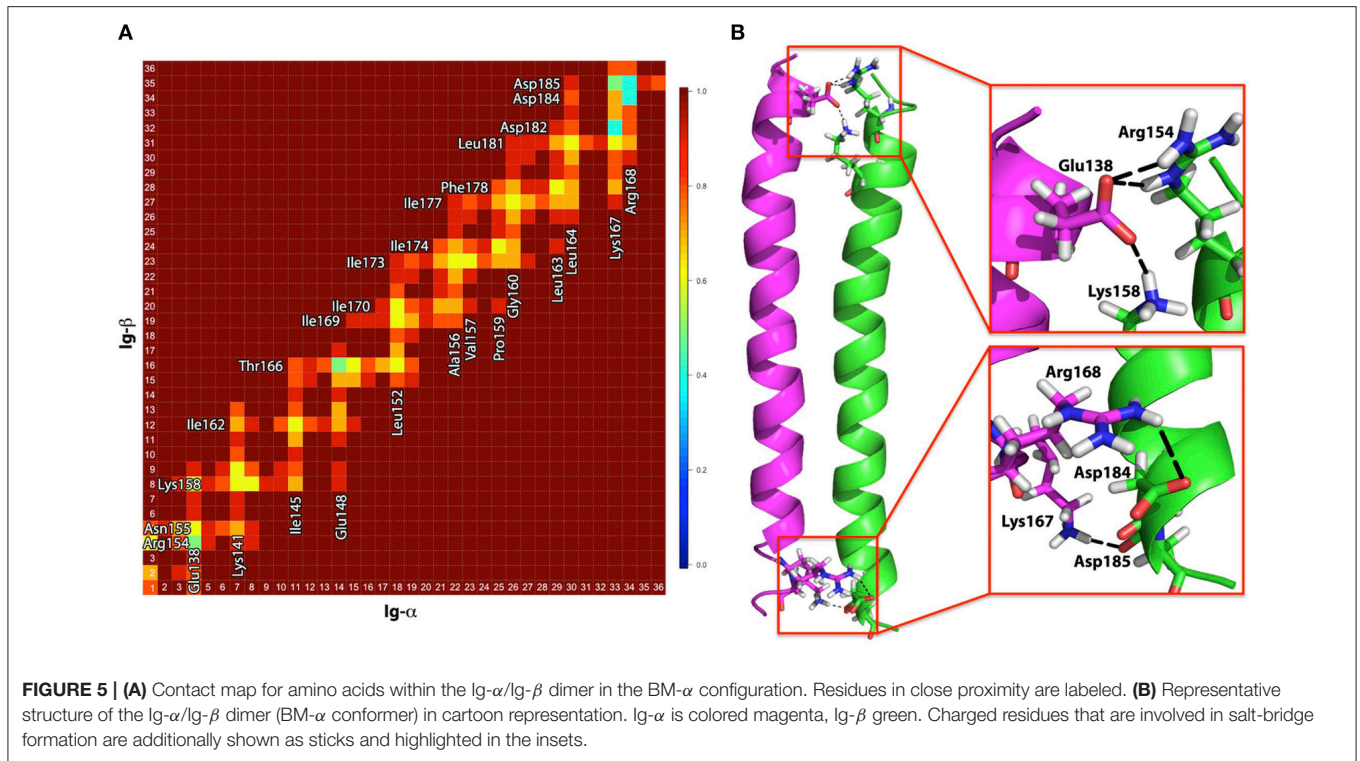 A
B
36
35
34
32
31
30
28
27
26
24
23
22
21
20
19
18
17
16
15
13
12
11
9
8
7
6
5
3
2
1
Asp185
Asp184
Asp182
Leu181
Phe178
Ile177
Ile174
Ile173
Ile170
Ile169
Thr166
Ile162
Lys158
Asn155
Arg154
Glu138
Lys141
Ile145
Glu148
Leu152
Ala156
Val157
Pro159
Gly160
Leu163
Leu164
Lys167
Arg168
1 2 3 5 6 7 8 9 10 11 12 13 14 15 16 17 18 19 20 21 22 23 24 25 26 27 28 29 30 31 32 33 34 35 36
Ig-β
Ig-α
1.0
0.8
0.6
0.4
0.2
0.0
Arg154
Glu138
Lys158
Arg168
Asp184
Lys167
Asp185
FIGURE 5 | (A) Contact map for amino acids within the Ig-α/Ig-β dimer in the BM-α configuration. Residues in close proximity are labeled. (B) Representative
structure of the Ig-α/Ig-β dimer (BM-α conformer) in cartoon representation. Ig-α is colored magenta, Ig-β green. Charged residues that are involved in salt-bridge
formation are additionally shown as sticks and highlighted in the insets.